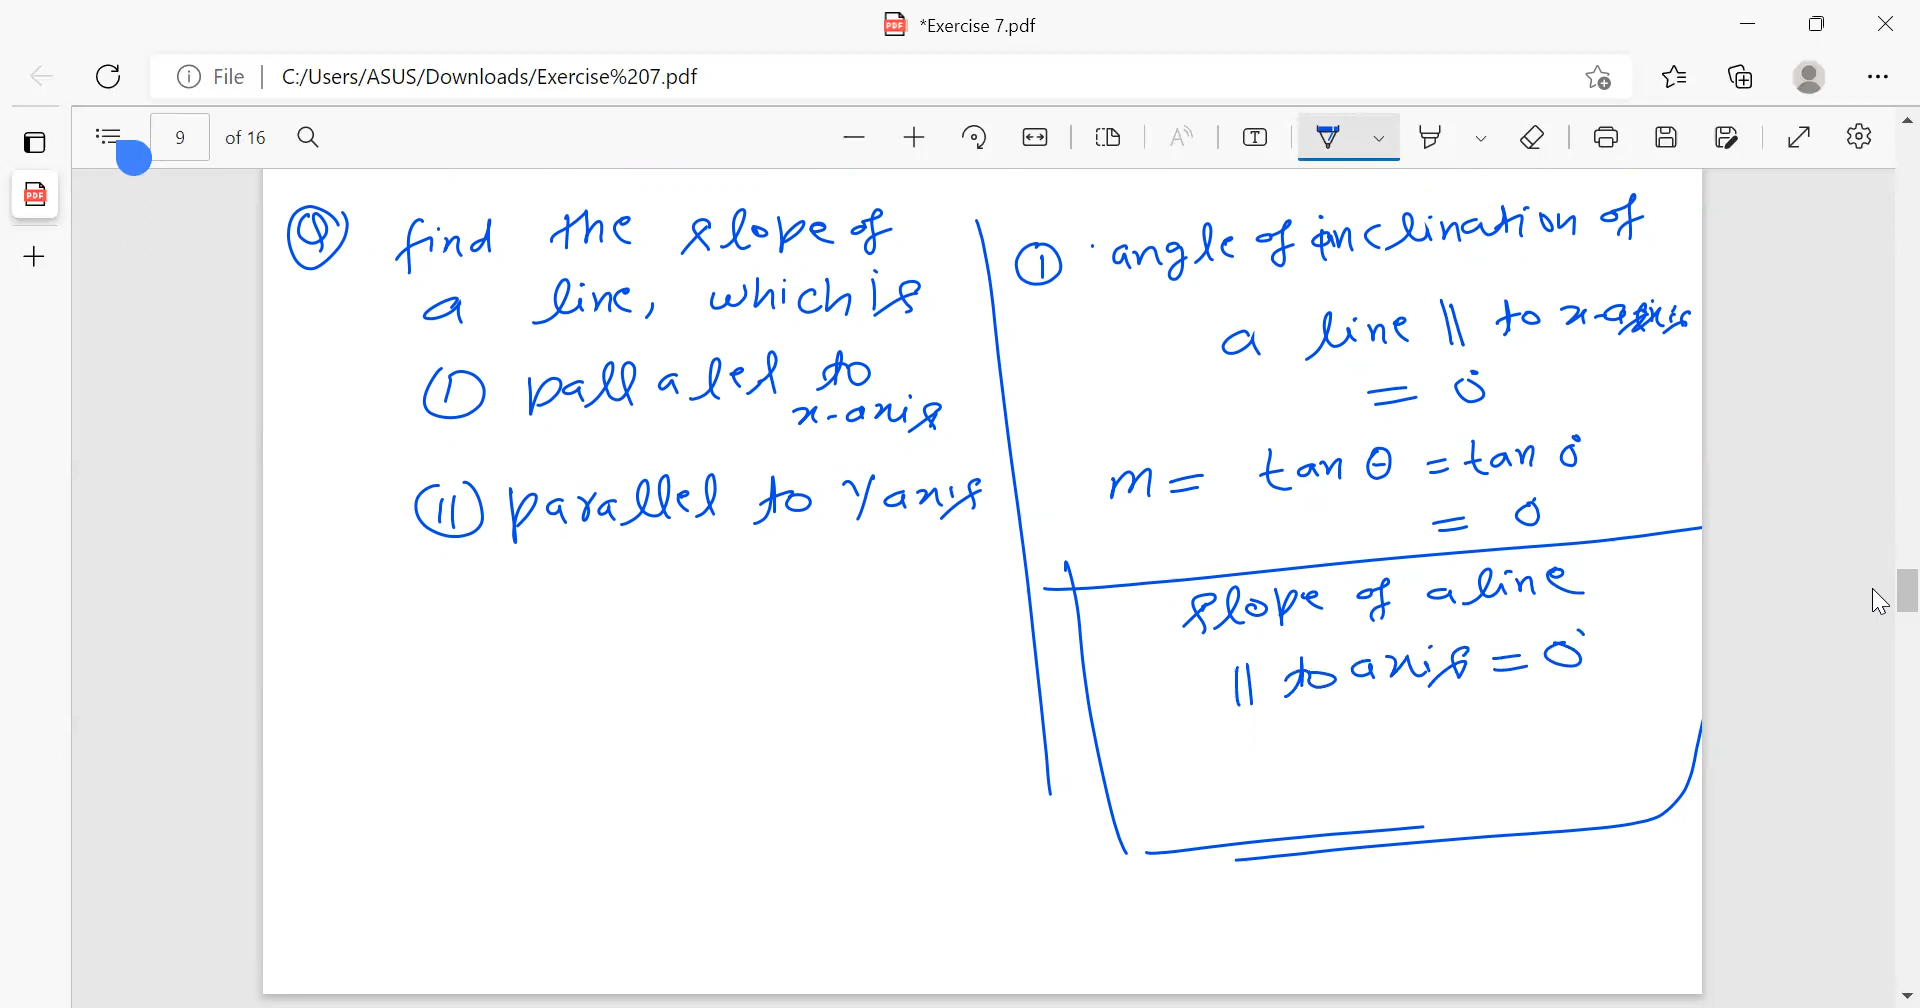 *Exercise 7.pdf
File C:/Users/ASUS/Downloads/Exercise%207.pdf
9 of 16
Q find the slope of
a line, which is
I pallalel to
x-axis
II parallel to Y axis
1 angle of inclination of
a line || to x-axis
= 0°
m = tan θ = tan 0°
= 0
slope of a line
|| to axis = 0°